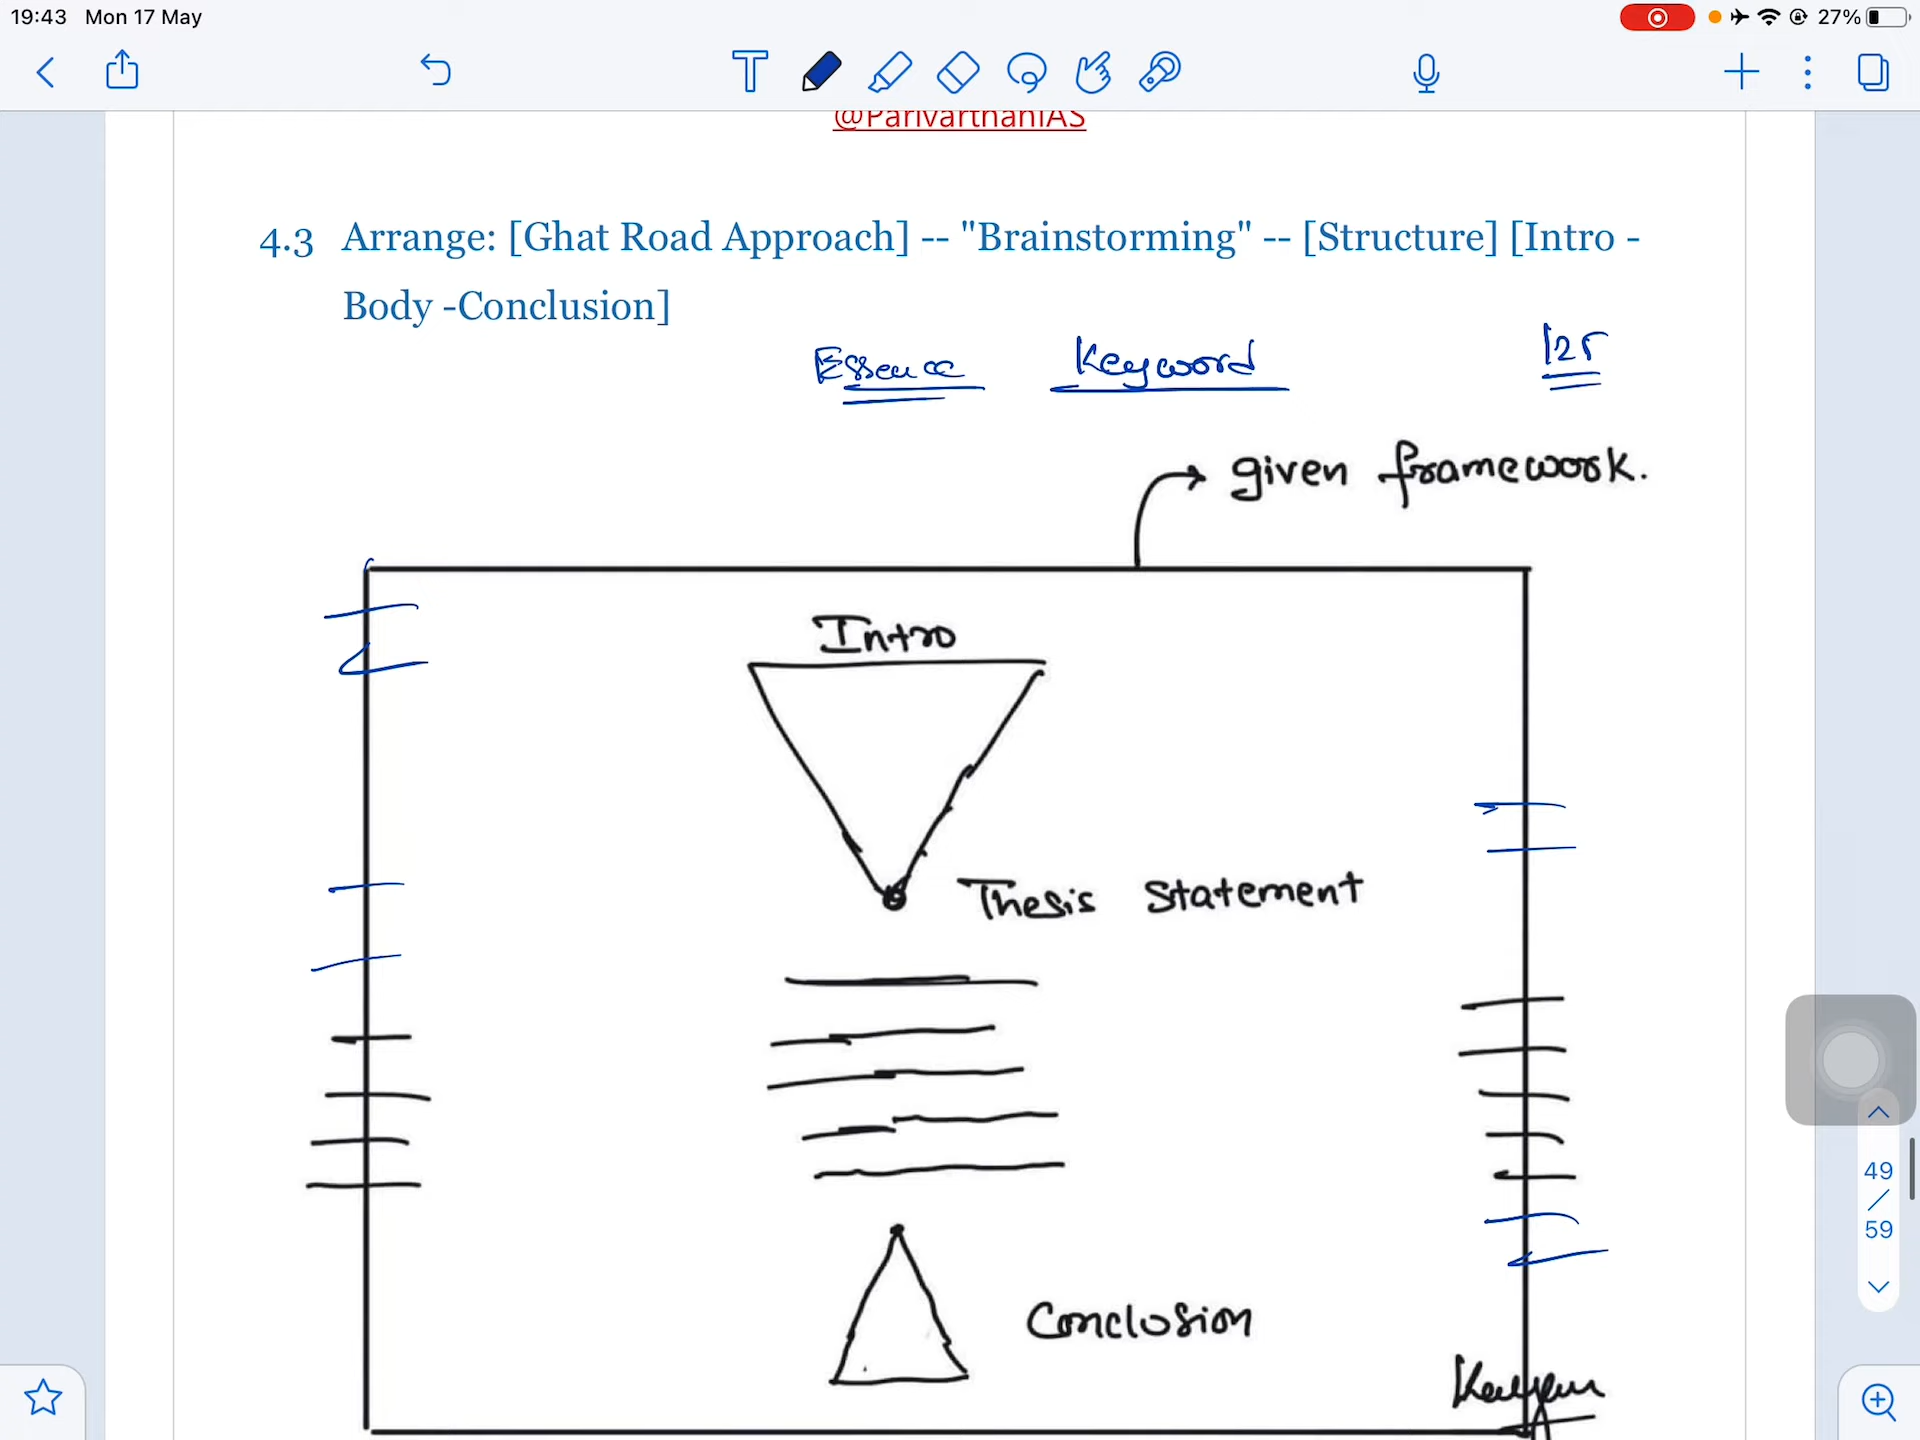 19:43 Mon 17 May
27%
@ParivarthanIAS
4.3 Arrange: [Ghat Road Approach] -- "Brainstorming" -- [Structure] [Intro -
Body -Conclusion]
Essence Keyword 125
given framework.
Intro
Thesis Statement
Conclusion
49
/
59